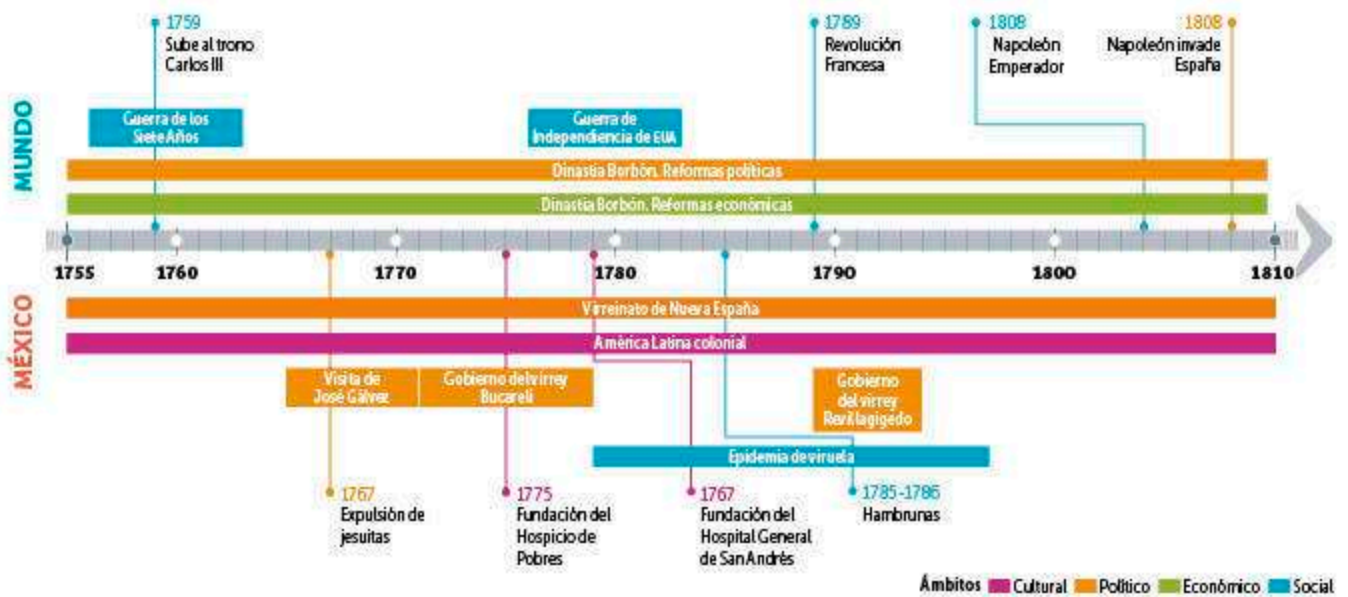 1759
Sube al trono
Carlos III
1789
Revolución
Francesa
1808
Napoleón
Emperador
1808
Napoleón invade
España
MUNDO
Guerra de los
Siete Años
Guerra de
Independiencia de EUA
Dinastía Borbón. Reformas políticas
Dinastía Borbón. Reformas económicas
1755 1760 1770 1780 1790 1800 1810
MÉXICO
Virreinato de Nueva España
América Latina colonial
Visita de
José Gálvez
Gobierno del virrey
Bucareli
Gobierno
del virrey
Revillagigedo
Epidemia de viruela
1767
Expulsión de
jesuitas
1775
Fundación del
Hospicio de
Pobres
1767
Fundación del
Hospital General
de San Andrés
1785-1786
Hambrunas
Ámbitos Cultural Político Económico Social